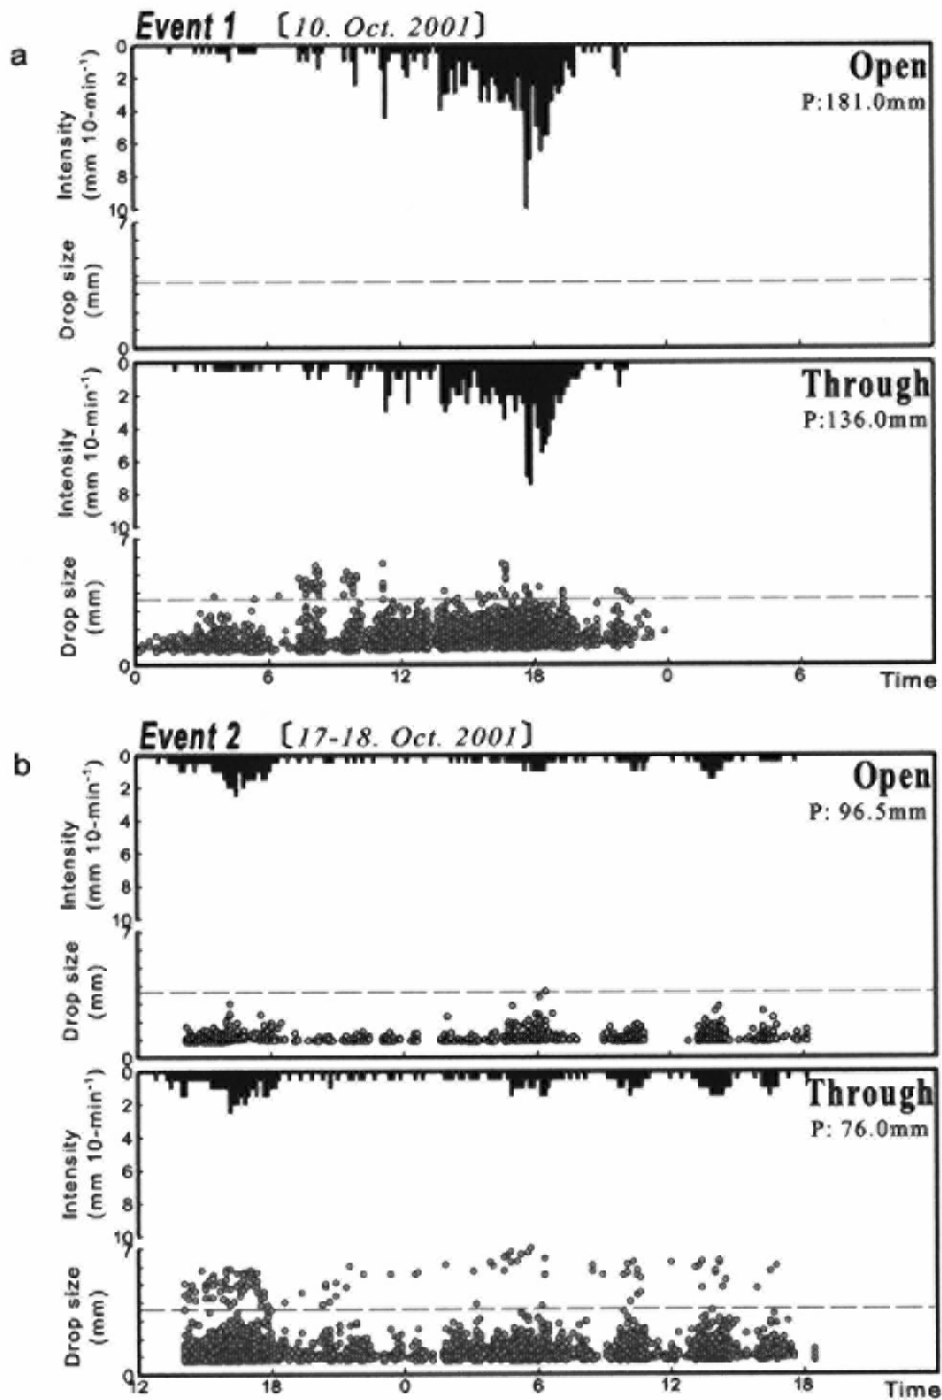 a
Event 1 [10. Oct. 2001]
0
2
4
6
8
10
Intensity
(mm 10-min⁻¹)
Open
P:181.0mm
7
0
Drop size
(mm)
0
2
4
6
8
10
Intensity
(mm 10-min⁻¹)
Through
P:136.0mm
7
0
Drop size
(mm)
0 6 12 18 0 6 Time
b
Event 2 [17-18. Oct. 2001]
0
2
4
6
8
10
Intensity
(mm 10-min⁻¹)
Open
P: 96.5mm
7
0
Drop size
(mm)
0
2
4
6
8
10
Intensity
(mm 10-min⁻¹)
Through
P: 76.0mm
7
0
Drop size
(mm)
12 18 0 6 12 18 Time